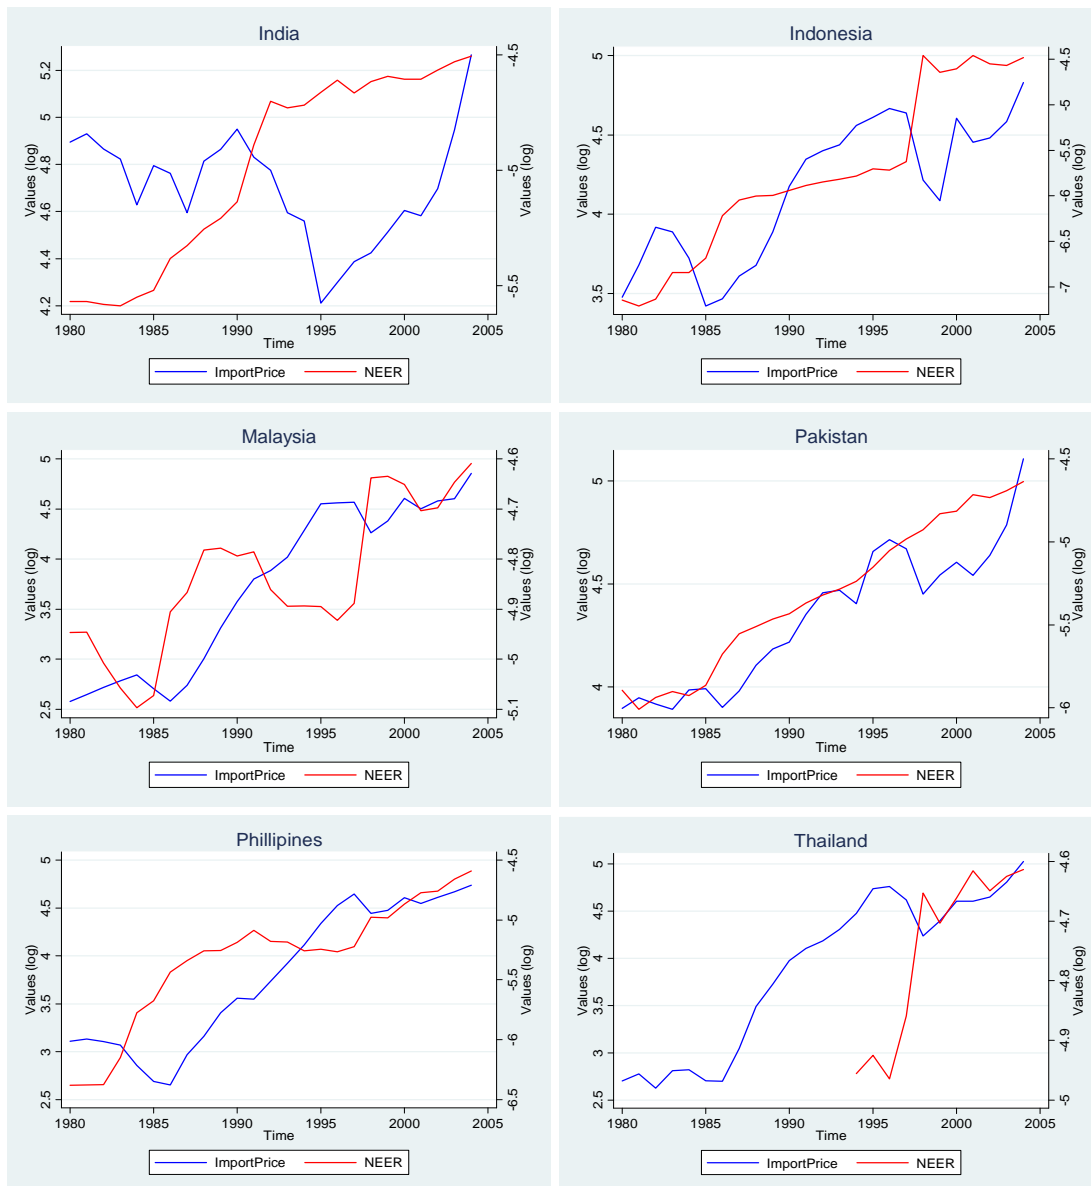 India
Values (log)
4.2 4.4 4.6 4.8 5 5.2
-5.5 -5 -4.5
Values (log)
1980 1985 1990 1995 2000 2005
Time
ImportPrice NEER
Indonesia
Values (log)
3.5 4 4.5 5
-7 -6.5 -6 -5.5 -5 -4.5
Values (log)
1980 1985 1990 1995 2000 2005
Time
ImportPrice NEER
Malaysia
Values (log)
2.5 3 3.5 4 4.5 5
-5.1 -5 -4.9 -4.8 -4.7 -4.6
Values (log)
1980 1985 1990 1995 2000 2005
Time
ImportPrice NEER
Pakistan
Values (log)
4 4.5 5
-6 -5.5 -5 -4.5
Values (log)
1980 1985 1990 1995 2000 2005
Time
ImportPrice NEER
Phillipines
Values (log)
2.5 3 3.5 4 4.5 5
-6.5 -6 -5.5 -5 -4.5
Values (log)
1980 1985 1990 1995 2000 2005
Time
ImportPrice NEER
Thailand
Values (log)
2.5 3 3.5 4 4.5 5
-5 -4.9 -4.8 -4.7 -4.6
Values (log)
1980 1985 1990 1995 2000 2005
Time
ImportPrice NEER